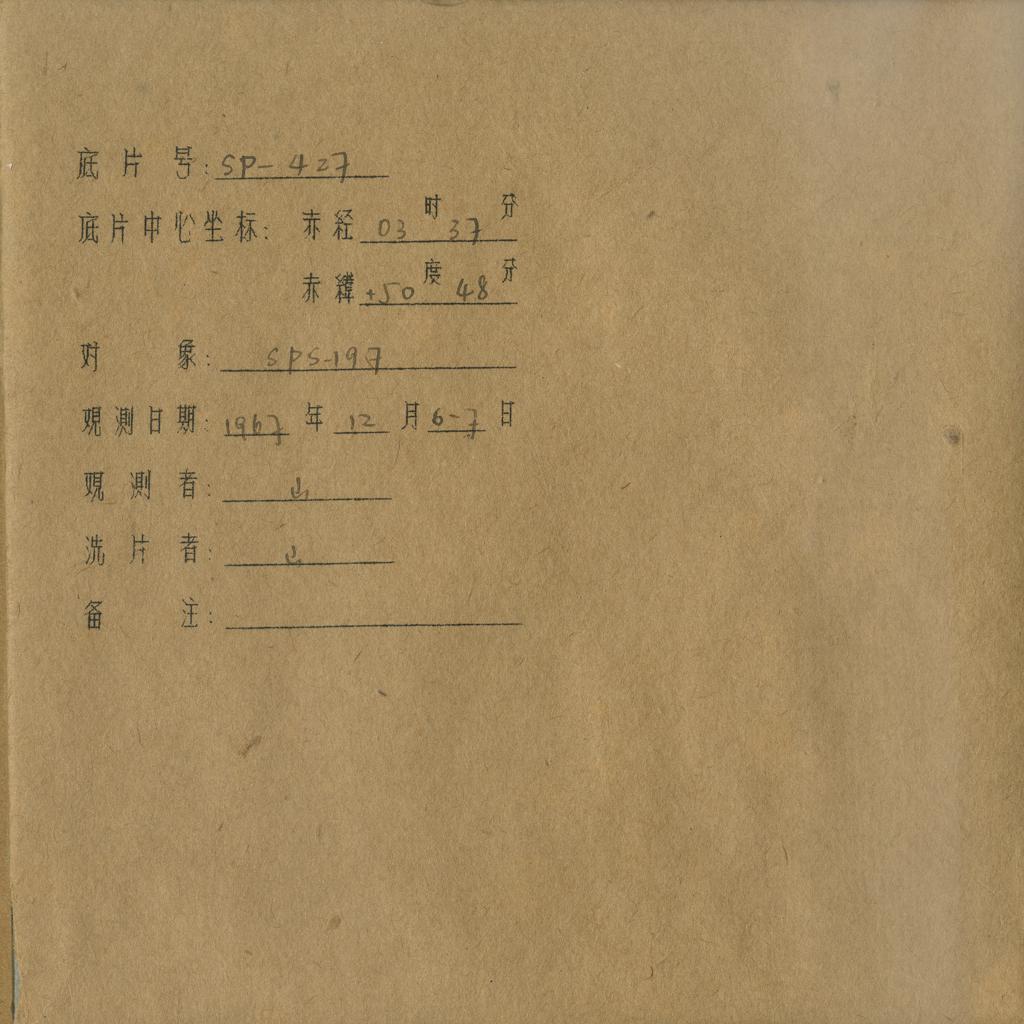 底片号: SP-427
底片中心坐标: 赤经 03 时 37 分
赤緯 +50 度 48 分
对象: SPS-197
观测日期: 1967 年 12 月 6-7 日
观测者: 山
洗片者: 山
备注: